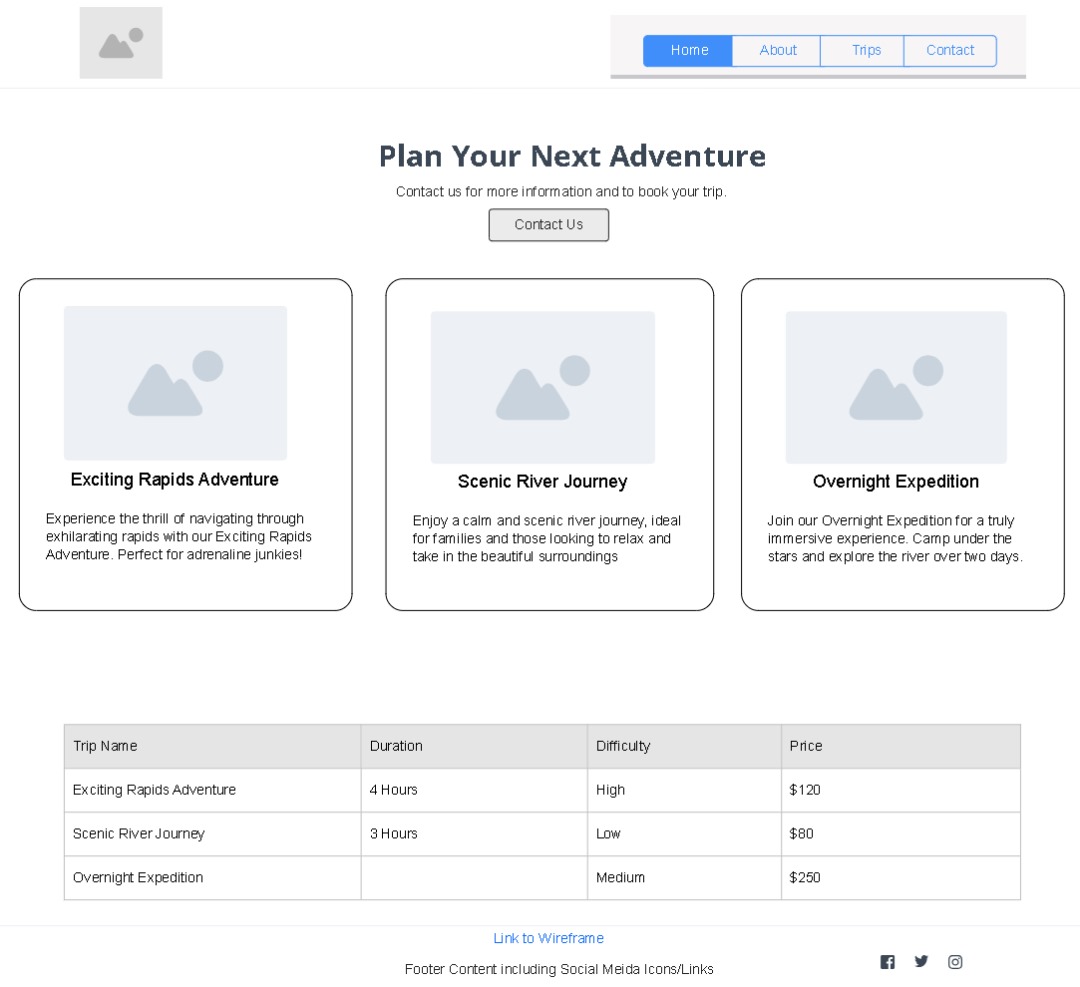 Home About Trips Contact
Plan Your Next Adventure
Contact us for more information and to book your trip.
Contact Us
Exciting Rapids Adventure
Experience the thrill of navigating through
exhilarating rapids with our Exciting Rapids
Adventure. Perfect for adrenaline junkies!
Scenic River Journey
Enjoy a calm and scenic river journey, ideal
for families and those looking to relax and
take in the beautiful surroundings
Overnight Expedition
Join our Overnight Expedition for a truly
immersive experience. Camp under the
stars and explore the river over two days.
Trip Name Duration Difficulty Price
Exciting Rapids Adventure 4 Hours High $120
Scenic River Journey 3 Hours Low $80
Overnight Expedition Medium $250
Link to Wireframe
Footer Content including Social Meida Icons/Links